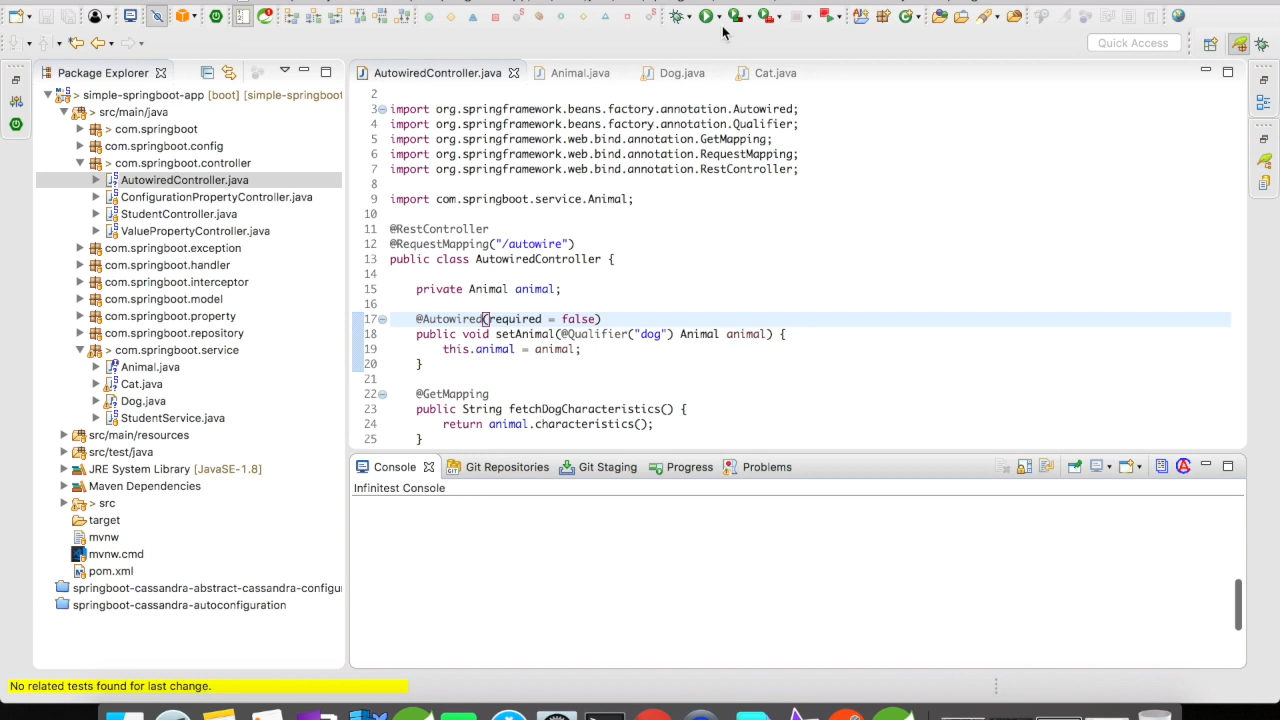 Quick Access
Package Explorer
> simple-springboot-app [boot] [simple-springboot
src/main/java
> com.springboot
com.springboot.config
> com.springboot.controller
AutowiredController.java
ConfigurationPropertyController.java
StudentController.java
ValuePropertyController.java
com.springboot.exception
com.springboot.handler
com.springboot.interceptor
com.springboot.model
com.springboot.property
com.springboot.repository
> com.springboot.service
Animal.java
Cat.java
Dog.java
StudentService.java
src/main/resources
src/test/java
JRE System Library [JavaSE-1.8]
Maven Dependencies
> src
target
mvnw
mvnw.cmd
pom.xml
springboot-cassandra-abstract-cassandra-configu
springboot-cassandra-autoconfiguration
AutowiredController.java Animal.java Dog.java Cat.java
2
3 import org.springframework.beans.factory.annotation.Autowired;
4 import org.springframework.beans.factory.annotation.Qualifier;
5 import org.springframework.web.bind.annotation.GetMapping;
6 import org.springframework.web.bind.annotation.RequestMapping;
7 import org.springframework.web.bind.annotation.RestController;
8
9 import com.springboot.service.Animal;
10
11 @RestController
12 @RequestMapping("/autowire")
13 public class AutowiredController {
14
15 private Animal animal;
16
17 @Autowired(required = false)
18 public void setAnimal(@Qualifier("dog") Animal animal) {
19 this.animal = animal;
20 }
21
22 @GetMapping
23 public String fetchDogCharacteristics() {
24 return animal.characteristics();
25 }
Console Git Repositories Git Staging Progress Problems
Infinitest Console
No related tests found for last change.